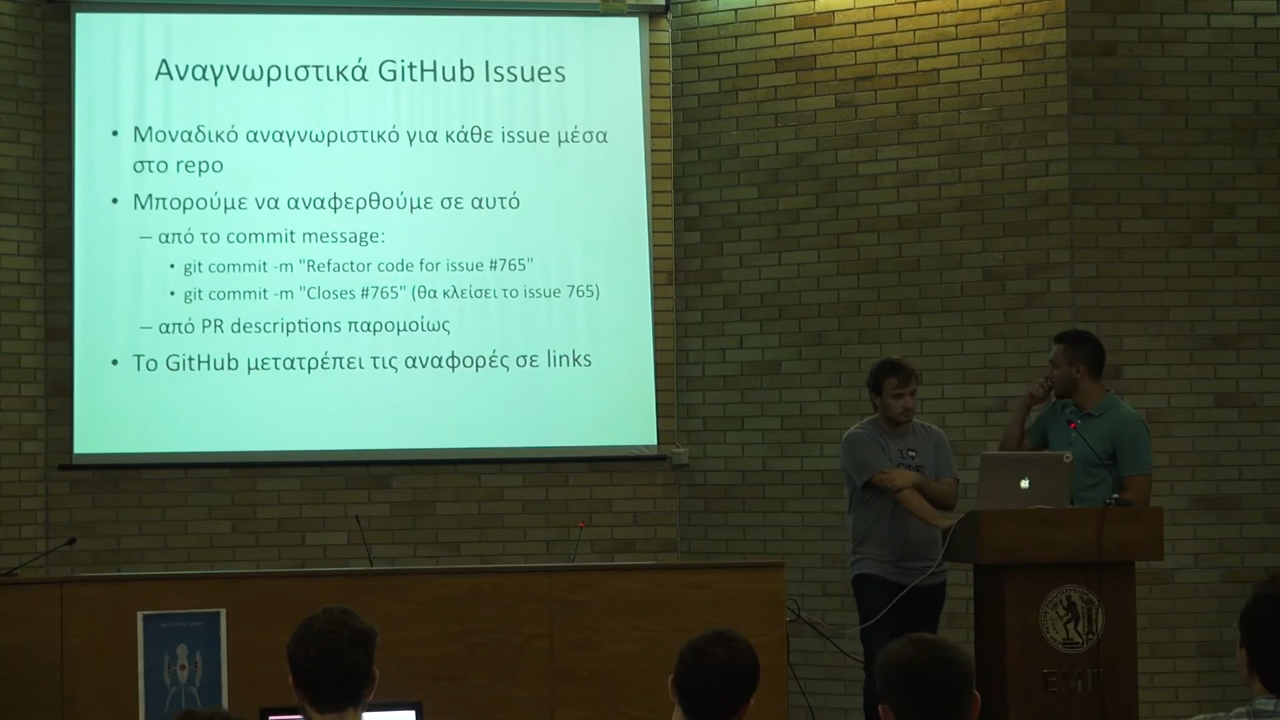 Αναγνωριστικά GitHub Issues
• Μοναδικό αναγνωριστικό για κάθε issue μέσα
στο repo
• Μπορούμε να αναφερθούμε σε αυτό
– από το commit message:
• git commit -m "Refactor code for issue #765"
• git commit -m "Closes #765" (θα κλείσει το issue 765)
– από PR descriptions παρομοίως
• Το GitHub μετατρέπει τις αναφορές σε links
ΕΜΠ